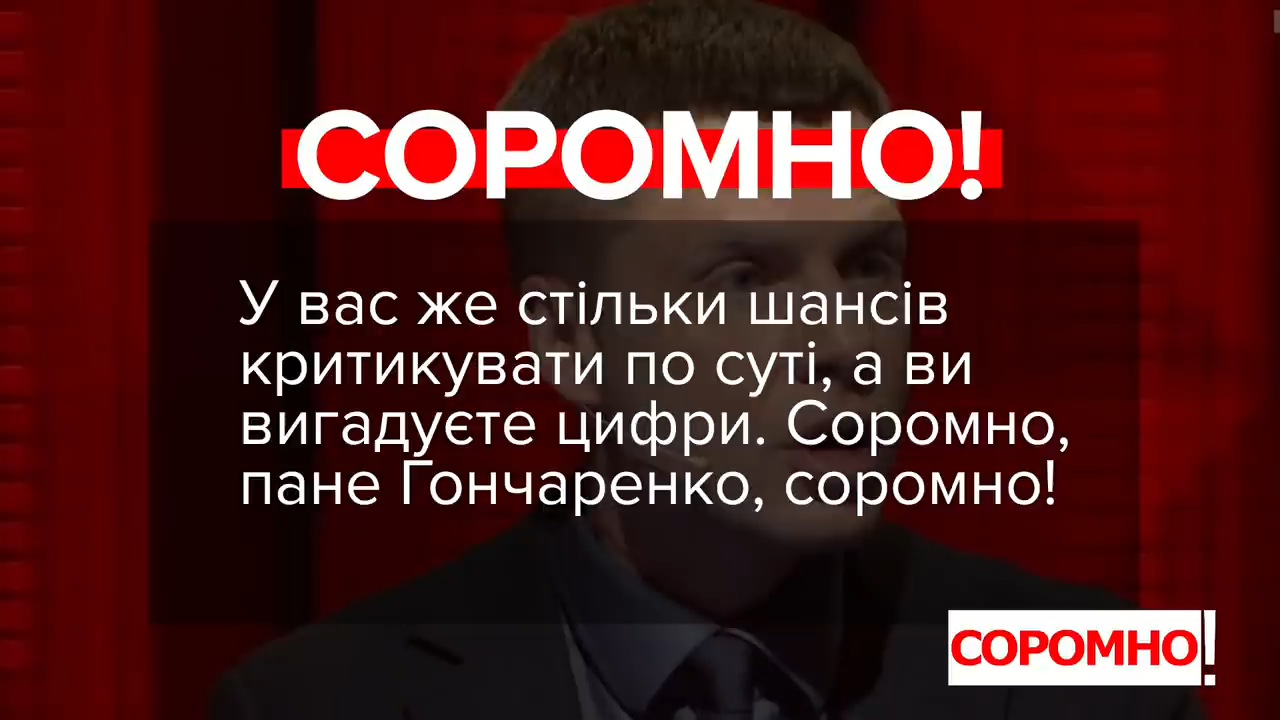 СОРОМНО!
У вас же стільки шансів
критикувати по суті, а ви
вигадуєте цифри. Соромно,
пане Гончаренко, соромно!
СОРОМНО!